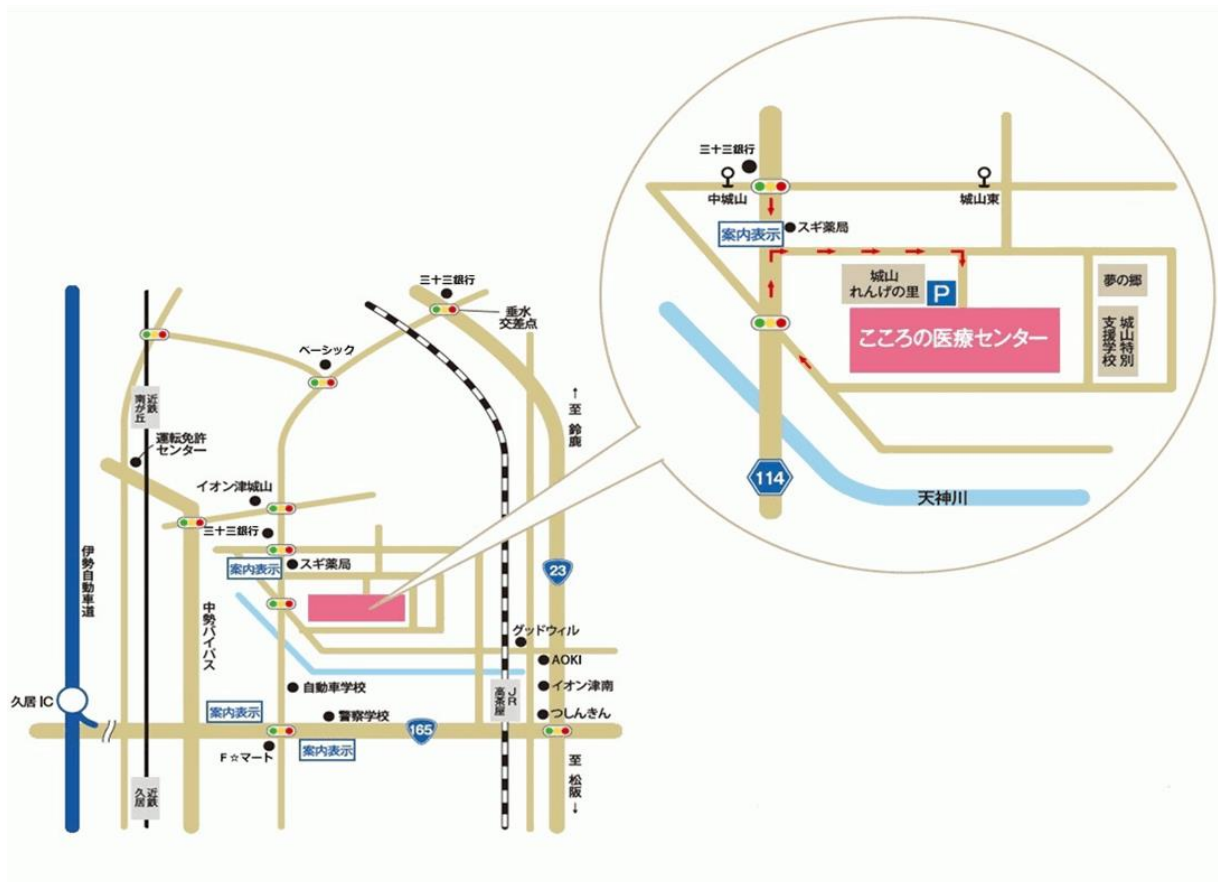 三十三銀行
中城山
城山東
案内表示
スギ薬局
城山
れんげの里
P
夢の郷
こころの医療センター
城山特別
支援学校
114
天神川
三十三銀行
垂水
交差点
ベーシック
近鉄
南が丘
運転免許
センター
↑至 鈴鹿
イオン津城山
三十三銀行
案内表示
スギ薬局
23
伊勢自動車道
中勢バイパス
グッドウィル
AOKI
イオン津南
つしんきん
JR
高茶屋
自動車学校
久居IC
案内表示
警察学校
165
F☆マート
案内表示
近鉄
久居
至 松阪↓